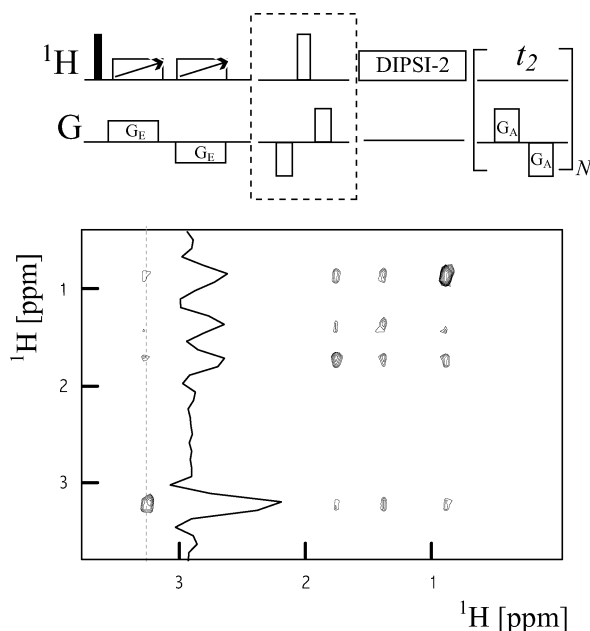 ¹H DIPSI-2 t₂
G G_E G_E G_A G_A N
¹H [ppm]
1
2
3
3 2 1
¹H [ppm]